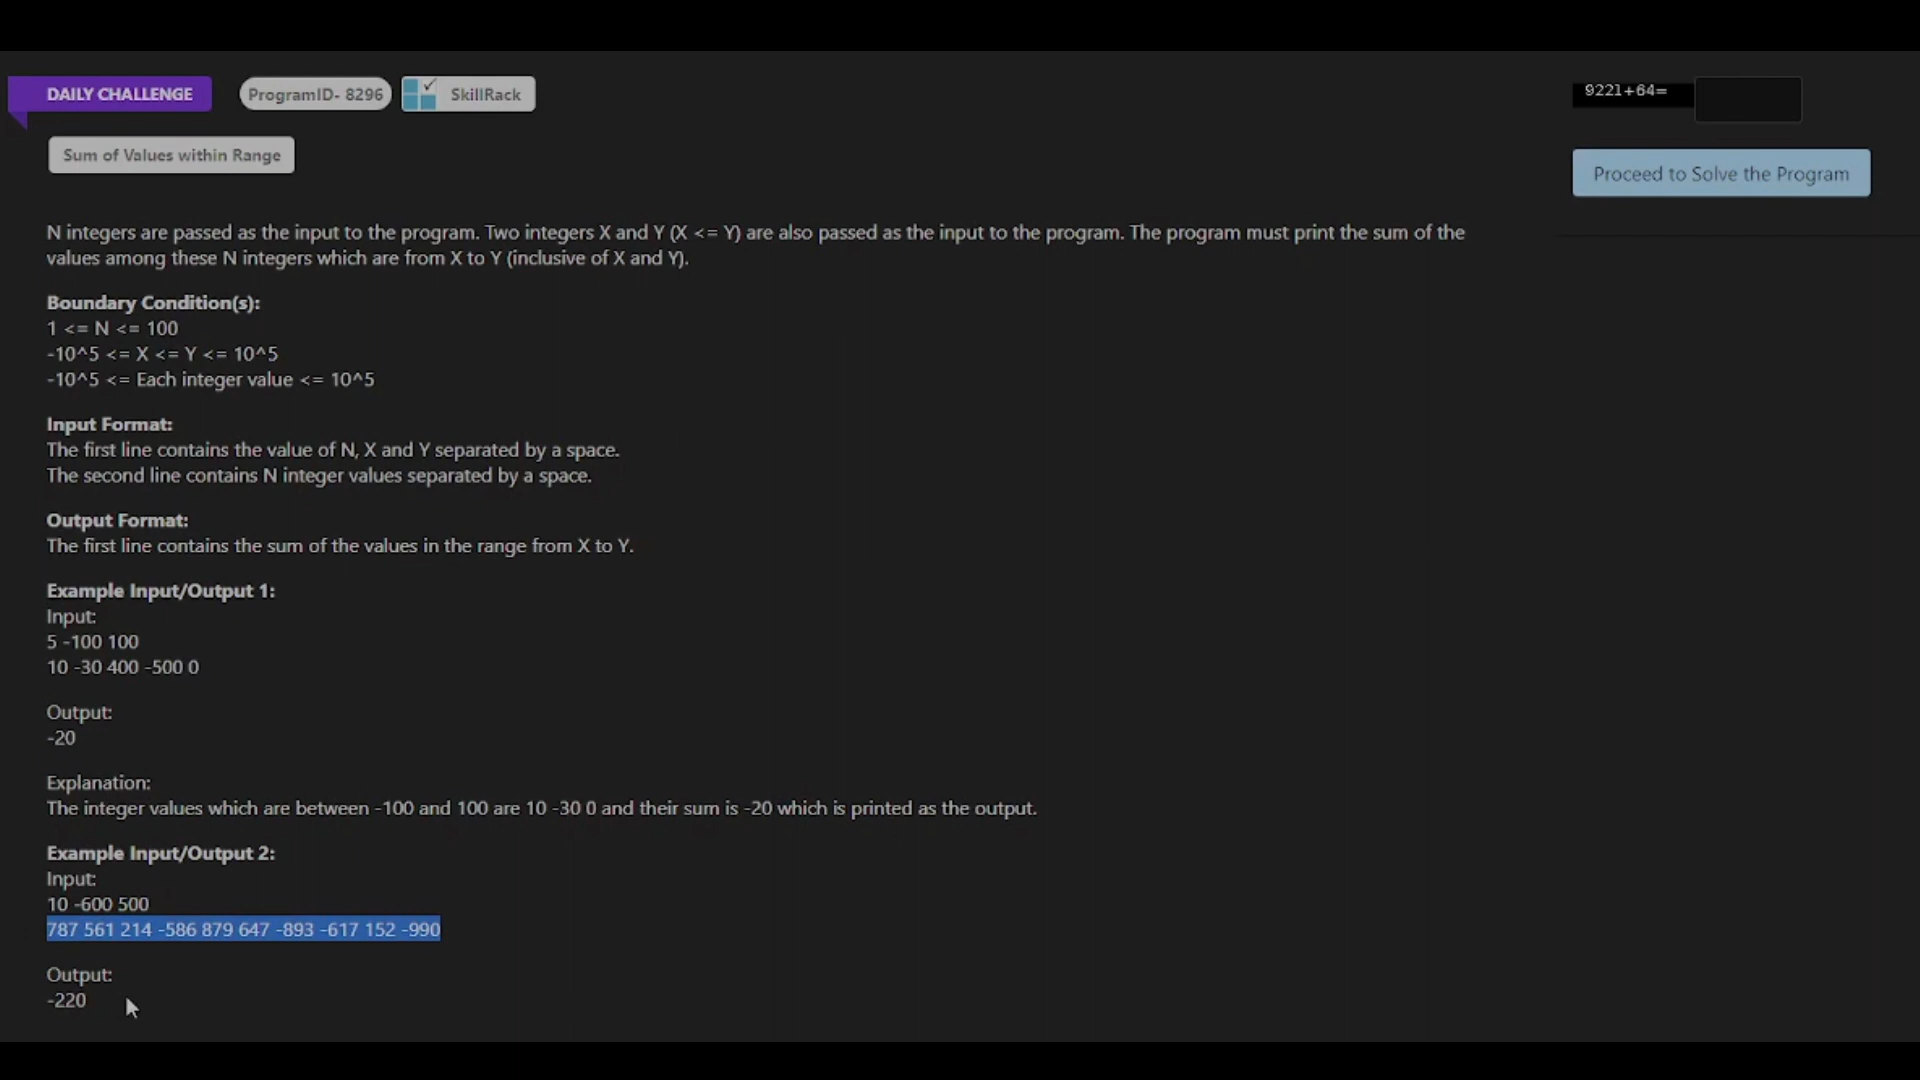 DAILY CHALLENGE
ProgramID- 8296
SkillRack
9221+64=
Sum of Values within Range
Proceed to Solve the Program
N integers are passed as the input to the program. Two integers X and Y (X <= Y) are also passed as the input to the program. The program must print the sum of the
values among these N integers which are from X to Y (inclusive of X and Y).
Boundary Condition(s):
1 <= N <= 100
-10^5 <= X <= Y <= 10^5
-10^5 <= Each integer value <= 10^5
Input Format:
The first line contains the value of N, X and Y separated by a space.
The second line contains N integer values separated by a space.
Output Format:
The first line contains the sum of the values in the range from X to Y.
Example Input/Output 1:
Input:
5 -100 100
10 -30 400 -500 0
Output:
-20
Explanation:
The integer values which are between -100 and 100 are 10 -30 0 and their sum is -20 which is printed as the output.
Example Input/Output 2:
Input:
10 -600 500
787 561 214 -586 879 647 -893 -617 152 -990
Output:
-220